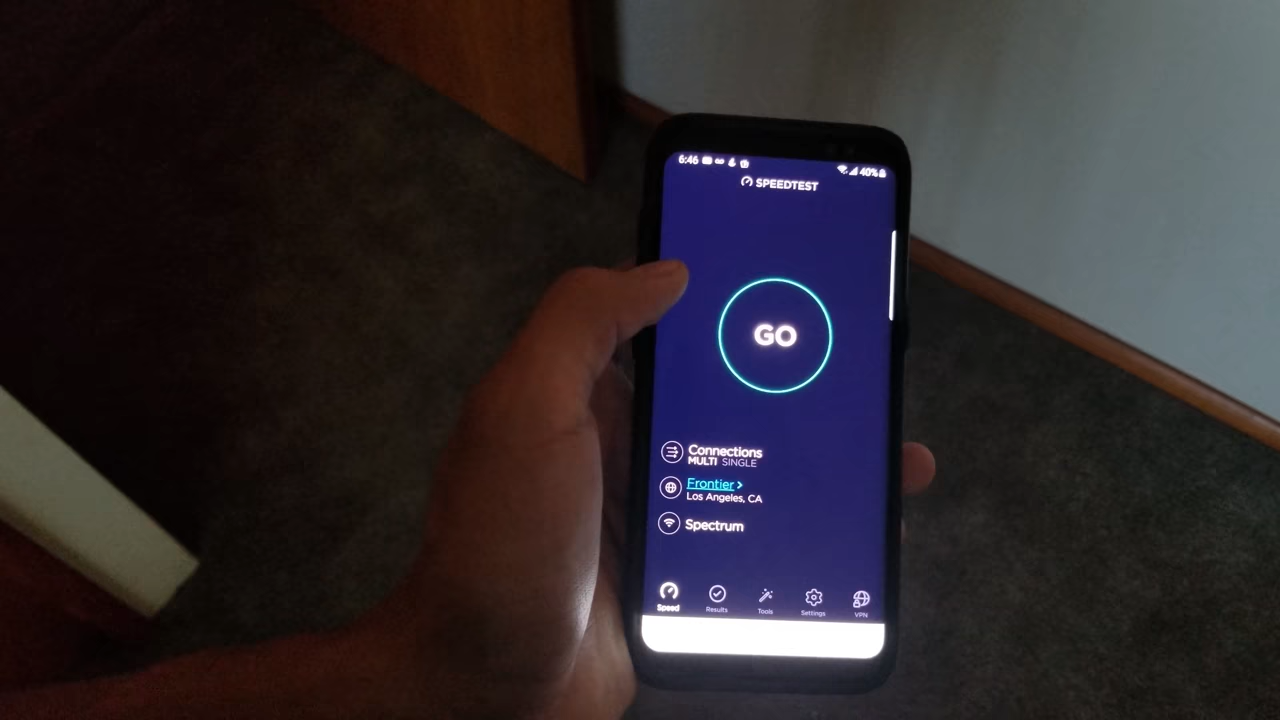 6:46 40%
SPEEDTEST
GO
Connections
MULTI SINGLE
Frontier >
Los Angeles, CA
Spectrum
Speed Results Tools Settings VPN